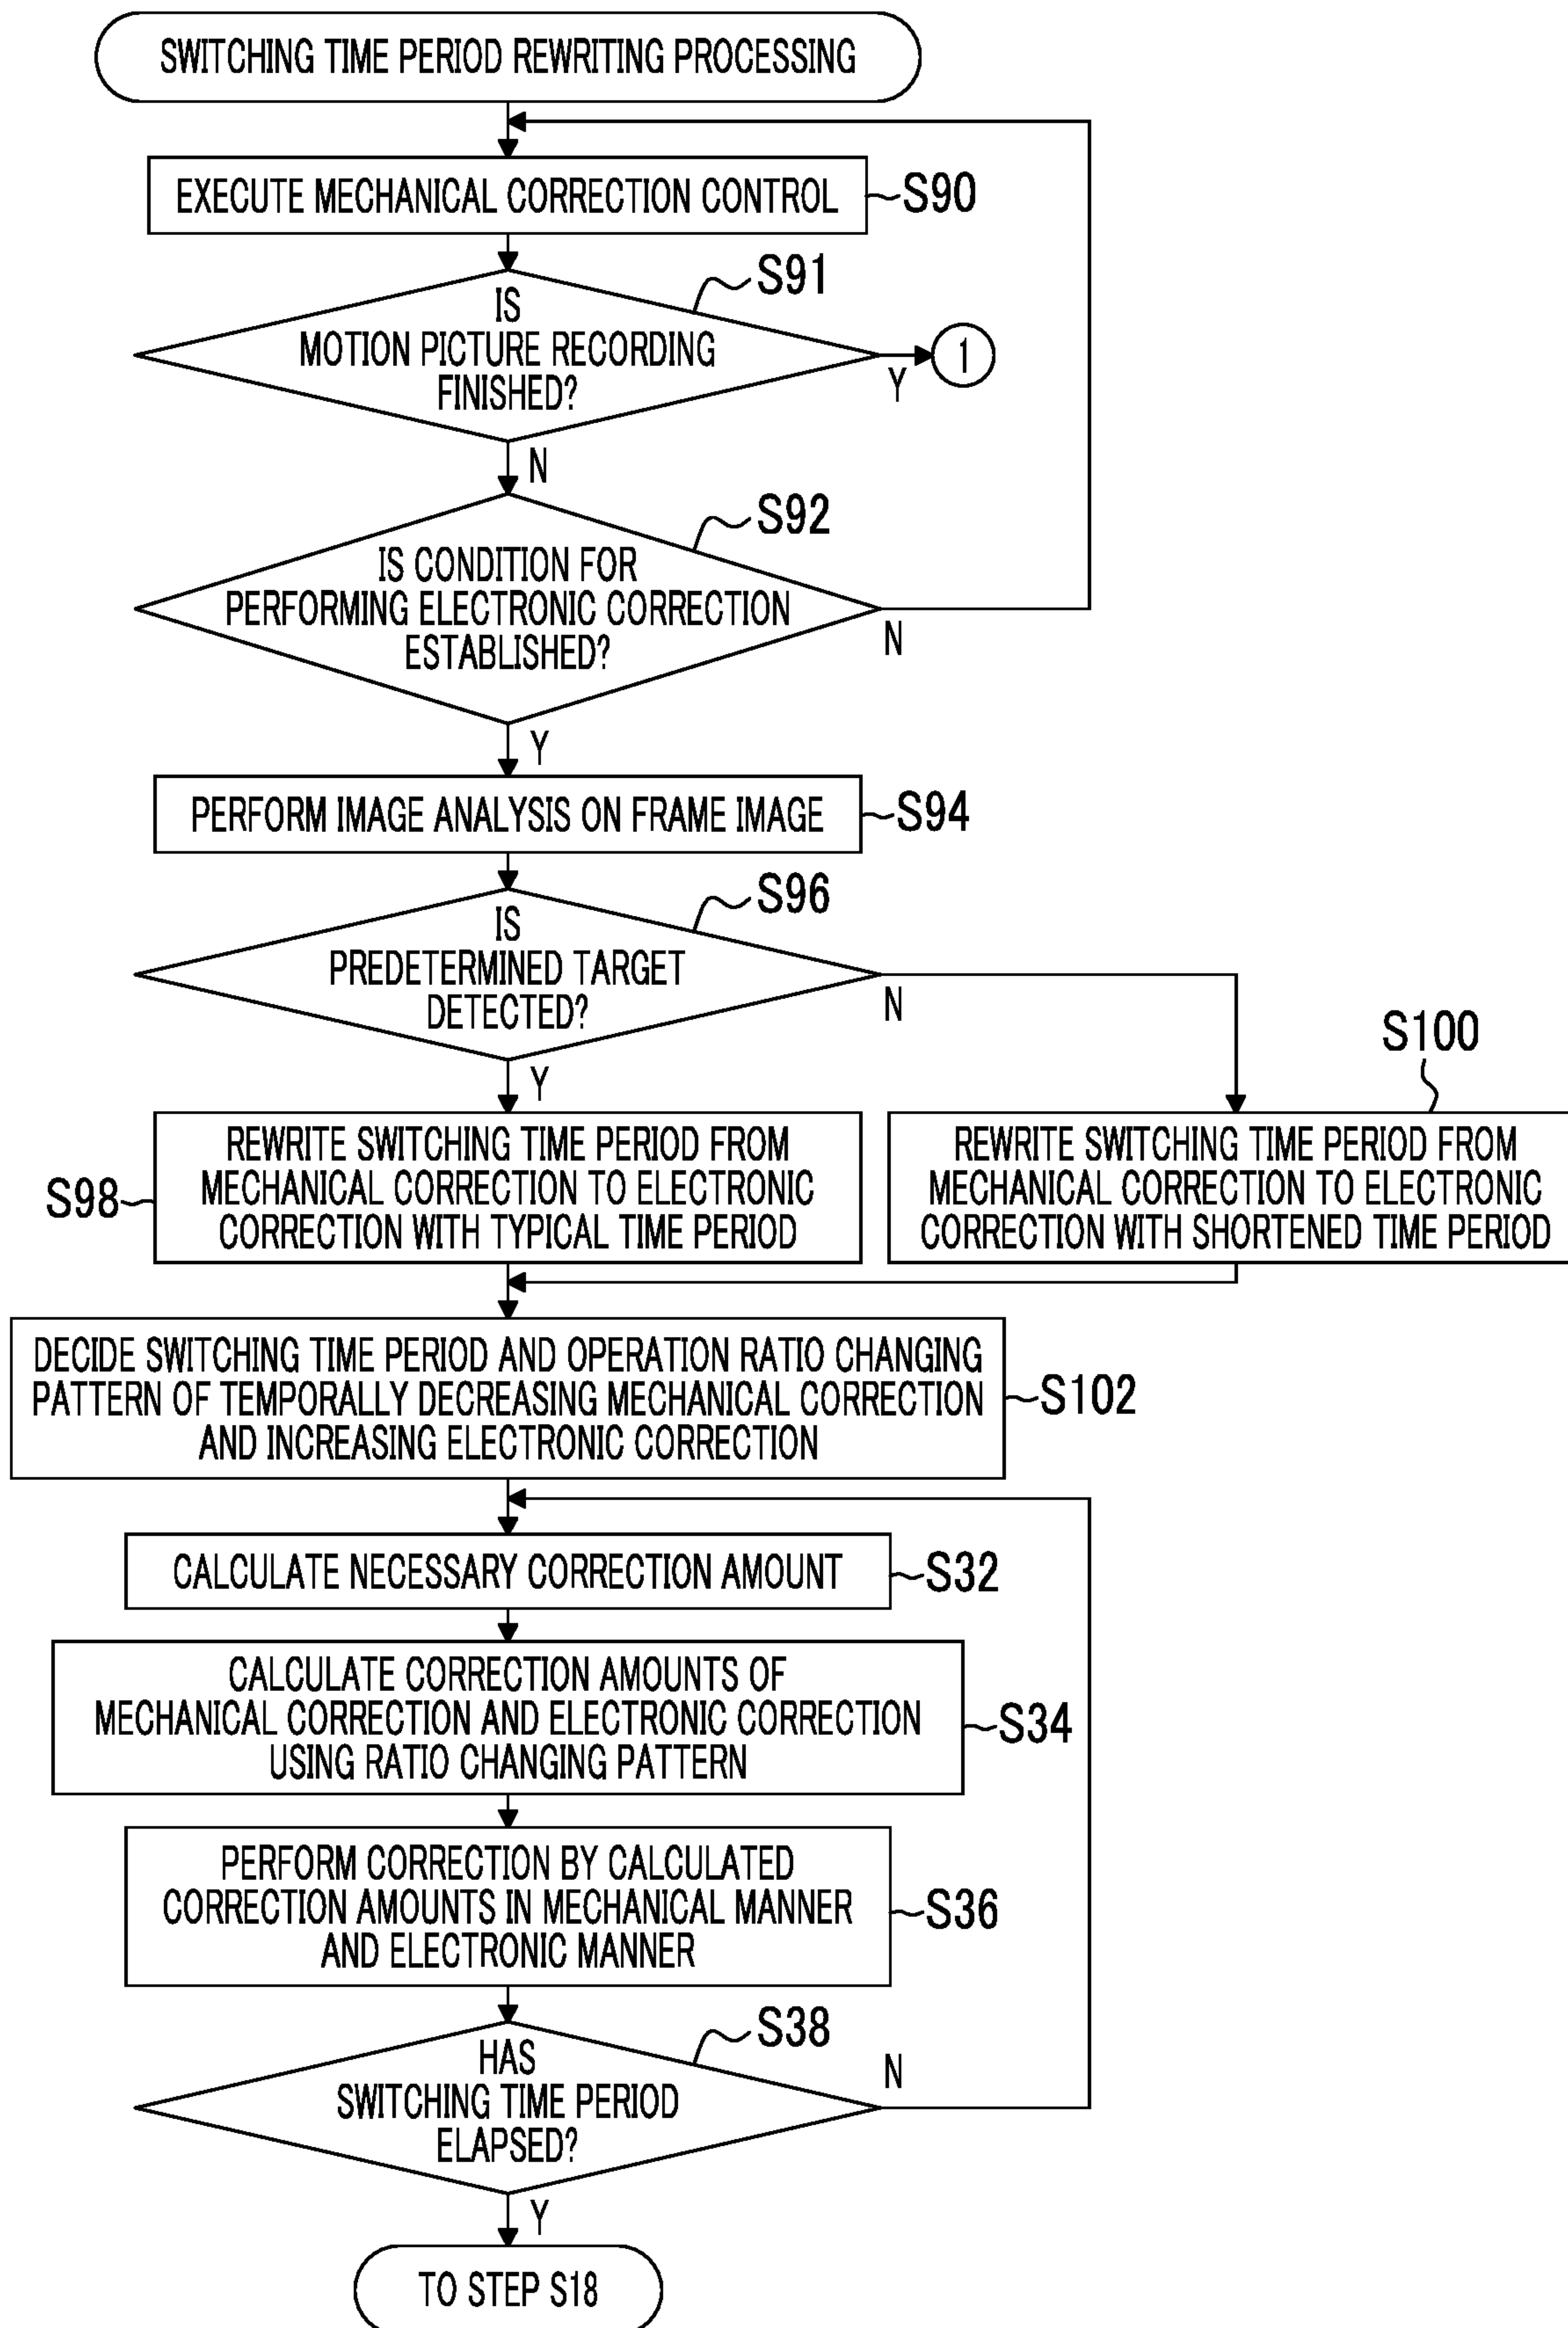 SWITCHING TIME PERIOD REWRITING PROCESSING
EXECUTE MECHANICAL CORRECTION CONTROL
S90
S91
IS
MOTION PICTURE RECORDING
FINISHED?
Y
1
N
S92
IS CONDITION FOR
PERFORMING ELECTRONIC CORRECTION
ESTABLISHED?
N
Y
PERFORM IMAGE ANALYSIS ON FRAME IMAGE
S94
S96
IS
PREDETERMINED TARGET
DETECTED?
N
Y
S98
REWRITE SWITCHING TIME PERIOD FROM
MECHANICAL CORRECTION TO ELECTRONIC
CORRECTION WITH TYPICAL TIME PERIOD
S100
REWRITE SWITCHING TIME PERIOD FROM
MECHANICAL CORRECTION TO ELECTRONIC
CORRECTION WITH SHORTENED TIME PERIOD
DECIDE SWITCHING TIME PERIOD AND OPERATION RATIO CHANGING
PATTERN OF TEMPORALLY DECREASING MECHANICAL CORRECTION
AND INCREASING ELECTRONIC CORRECTION
S102
CALCULATE NECESSARY CORRECTION AMOUNT
S32
CALCULATE CORRECTION AMOUNTS OF
MECHANICAL CORRECTION AND ELECTRONIC CORRECTION
USING RATIO CHANGING PATTERN
S34
PERFORM CORRECTION BY CALCULATED
CORRECTION AMOUNTS IN MECHANICAL MANNER
AND ELECTRONIC MANNER
S36
S38
HAS
SWITCHING TIME PERIOD
ELAPSED?
N
Y
TO STEP S18